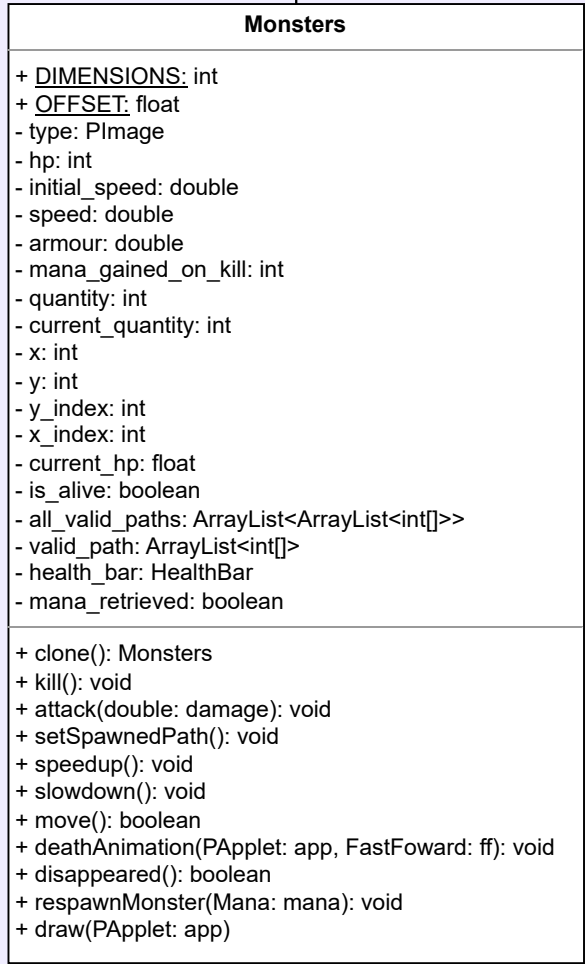 Monsters
+ DIMENSIONS: int
+ OFFSET: float
- type: PImage
- hp: int
- initial_speed: double
- speed: double
- armour: double
- mana_gained_on_kill: int
- quantity: int
- current_quantity: int
- x: int
- y: int
- y_index: int
- x_index: int
- current_hp: float
- is_alive: boolean
- all_valid_paths: ArrayList<ArrayList<int[]>>
- valid_path: ArrayList<int[]>
- health_bar: HealthBar
- mana_retrieved: boolean
+ clone(): Monsters
+ kill(): void
+ attack(double: damage): void
+ setSpawnedPath(): void
+ speedup(): void
+ slowdown(): void
+ move(): boolean
+ deathAnimation(PApplet: app, FastFoward: ff): void
+ disappeared(): boolean
+ respawnMonster(Mana: mana): void
+ draw(PApplet: app)